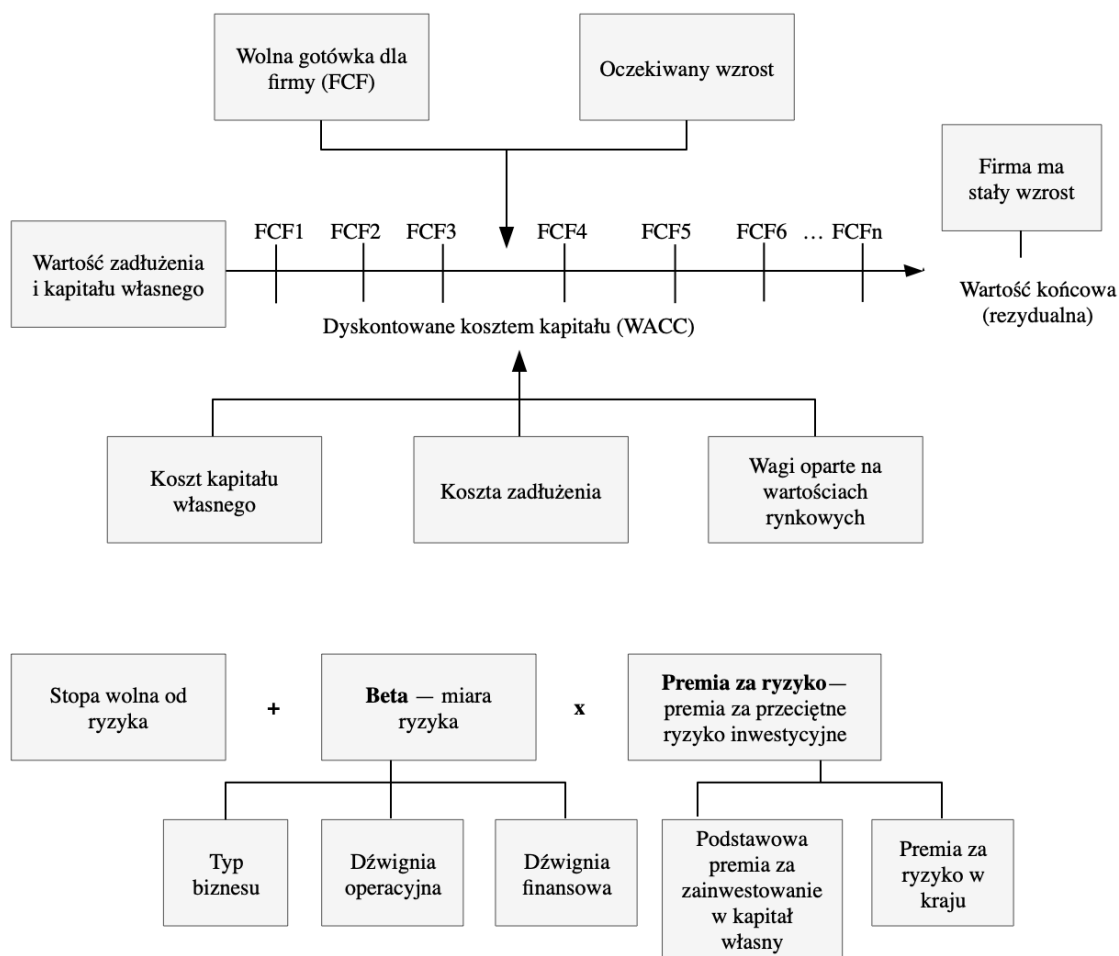 Wolna gotówka dla
firmy (FCF)
Oczekiwany wzrost
Firma ma
stały wzrost
FCF1 FCF2 FCF3 FCF4 FCF5 FCF6 … FCFn
Wartość zadłużenia
i kapitału własnego
Wartość końcowa
(rezydualna)
Dyskontowane kosztem kapitału (WACC)
Koszt kapitału
własnego
Koszta zadłużenia
Wagi oparte na
wartościach
rynkowych
Stopa wolna od
ryzyka
+
Beta — miara
ryzyka
x
Premia za ryzyko—
premia za przeciętne
ryzyko inwestycyjne
Typ
biznesu
Dźwignia
operacyjna
Dźwignia
finansowa
Podstawowa
premia za
zainwestowanie
w kapitał
własny
Premia za
ryzyko w
kraju